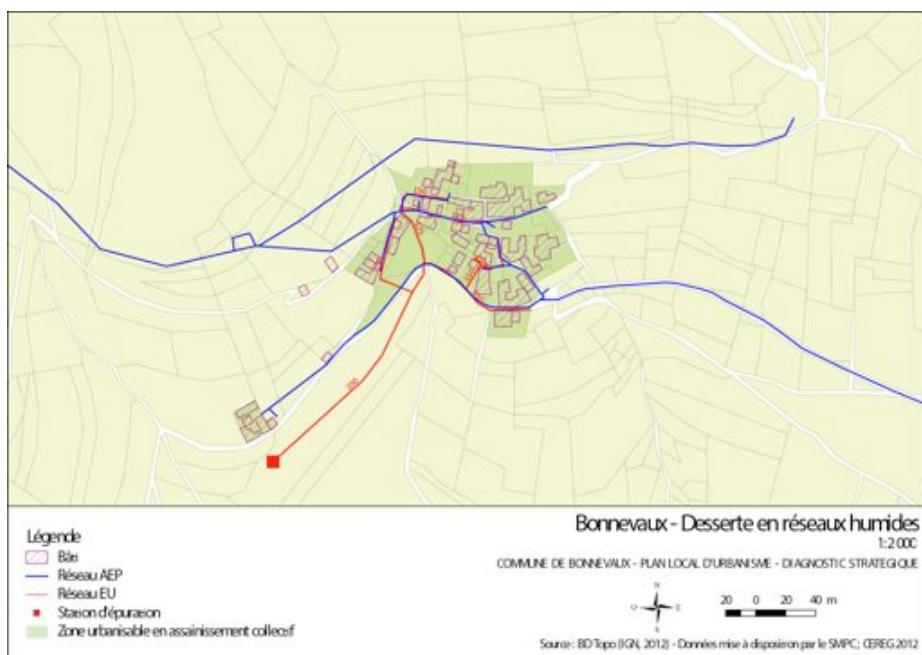 Légende
Bâti
Réseau AEP
Réseau EU
Station d'épuration
Zone urbanisable en assainissement collectif
Bonnevaux - Desserte en réseaux humides
1:2 000
COMMUNE DE BONNEVAUX - PLAN LOCAL D'URBANISME - DIAGNOSTIC STRATEGIQUE
N
O
E
S
20 0 20 40 m
Source : BD Topo (IGN, 2012) - Données mise à disposition par le SMPC; CEREG 2012